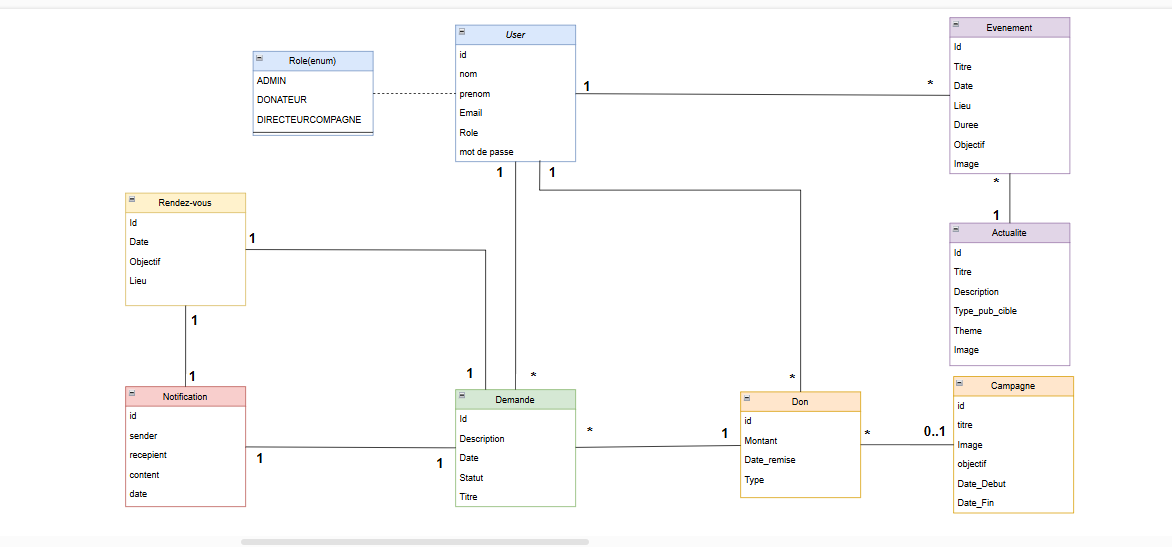 Role(enum)
ADMIN
DONATEUR
DIRECTEURCOMPAGNE
User
id
nom
prenom
Email
Role
mot de passe
1
*
Evenement
Id
Titre
Date
Lieu
Duree
Objectif
Image
1
1
*
1
Rendez-vous
Id
Date
Objectif
Lieu
1
1
Actualite
Id
Titre
Description
Type_pub_cible
Theme
Image
1
1
*
*
Notification
id
sender
recepient
content
date
1
1
Demande
Id
Description
Date
Statut
Titre
*
1
Don
id
Montant
Date_remise
Type
*
0..1
Campagne
id
titre
Image
objectif
Date_Debut
Date_Fin